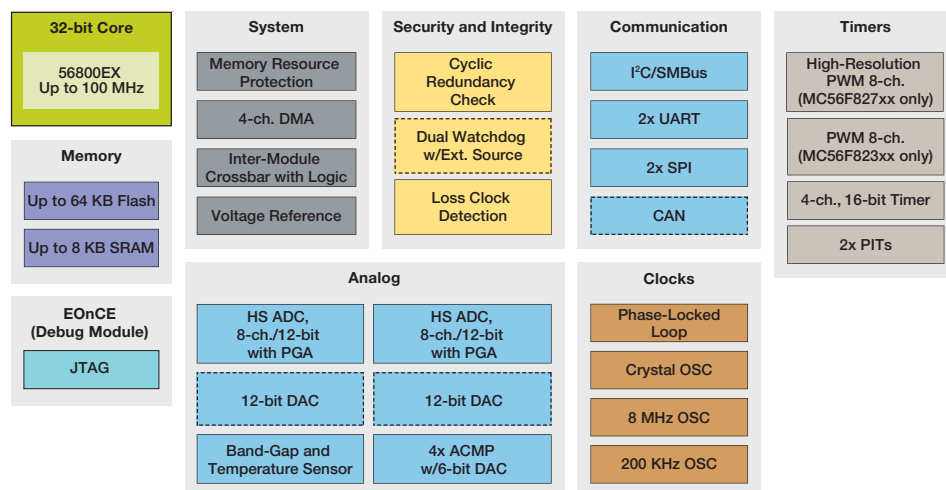 32-bit Core
56800EX
Up to 100 MHz
Memory
Up to 64 KB Flash
Up to 8 KB SRAM
EOnCE
(Debug Module)
JTAG
System
Memory Resource
Protection
4-ch. DMA
Inter-Module
Crossbar with Logic
Voltage Reference
Security and Integrity
Cyclic
Redundancy
Check
Dual Watchdog
w/Ext. Source
Loss Clock
Detection
Communication
I²C/SMBus
2x UART
2x SPI
CAN
Timers
High-Resolution
PWM 8-ch.
(MC56F827xx only)
PWM 8-ch.
(MC56F823xx only)
4-ch., 16-bit Timer
2x PITs
Analog
HS ADC,
8-ch./12-bit
with PGA
HS ADC,
8-ch./12-bit
with PGA
12-bit DAC
12-bit DAC
Band-Gap and
Temperature Sensor
4x ACMP
w/6-bit DAC
Clocks
Phase-Locked
Loop
Crystal OSC
8 MHz OSC
200 KHz OSC